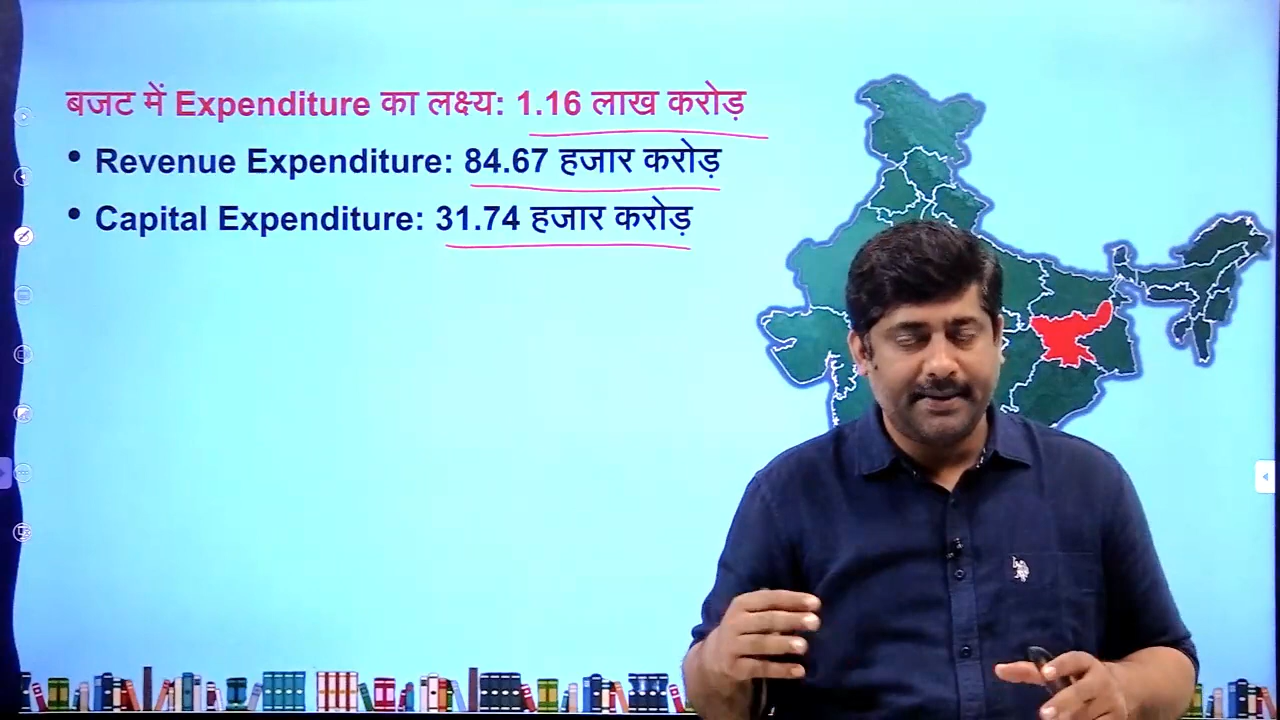 बजट में Expenditure का लक्ष्य: 1.16 लाख करोड़
• Revenue Expenditure: 84.67 हजार करोड़
• Capital Expenditure: 31.74 हजार करोड़